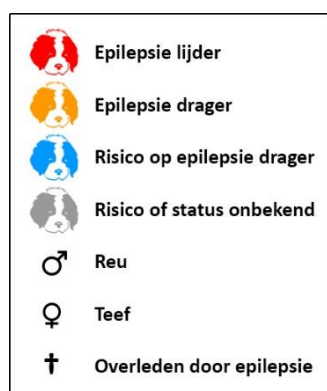 Epilepsie lijder
Epilepsie drager
Risico op epilepsie drager
Risico of status onbekend
♂ Reu
♀ Teef
✝ Overleden door epilepsie